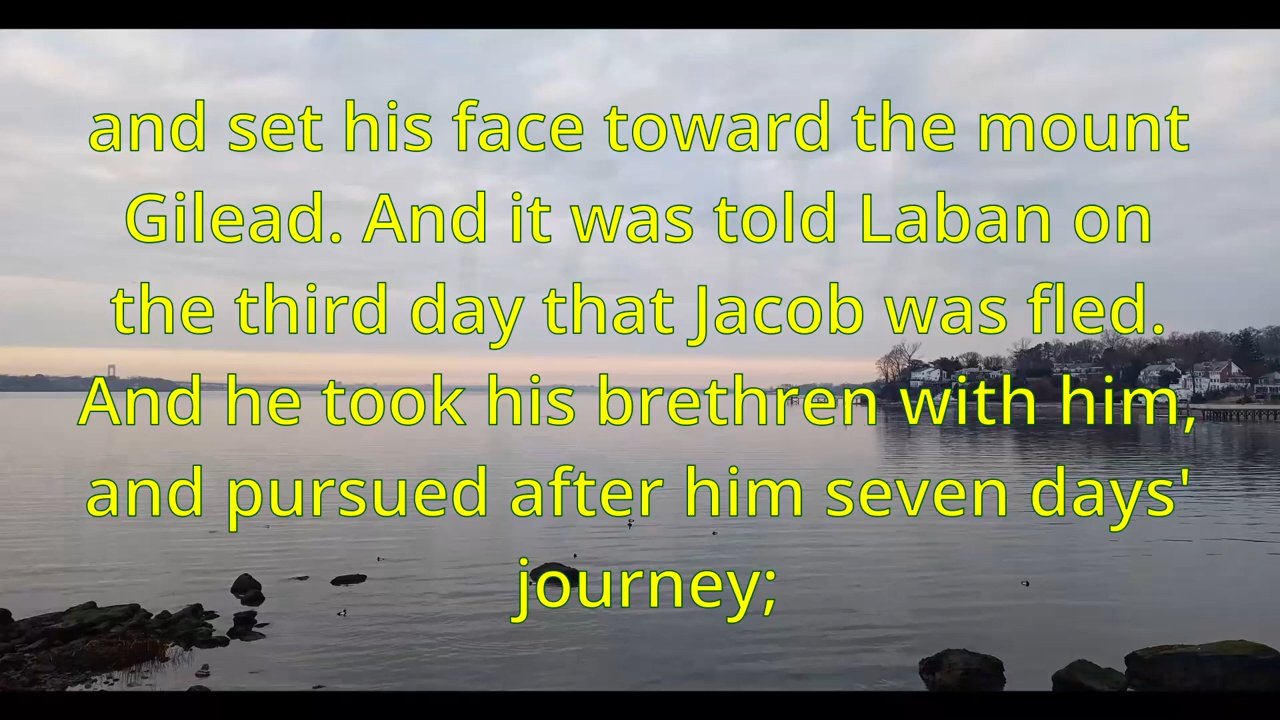 and set his face toward the mount
Gilead. And it was told Laban on
the third day that Jacob was fled.
And he took his brethren with him,
and pursued after him seven days'
journey;